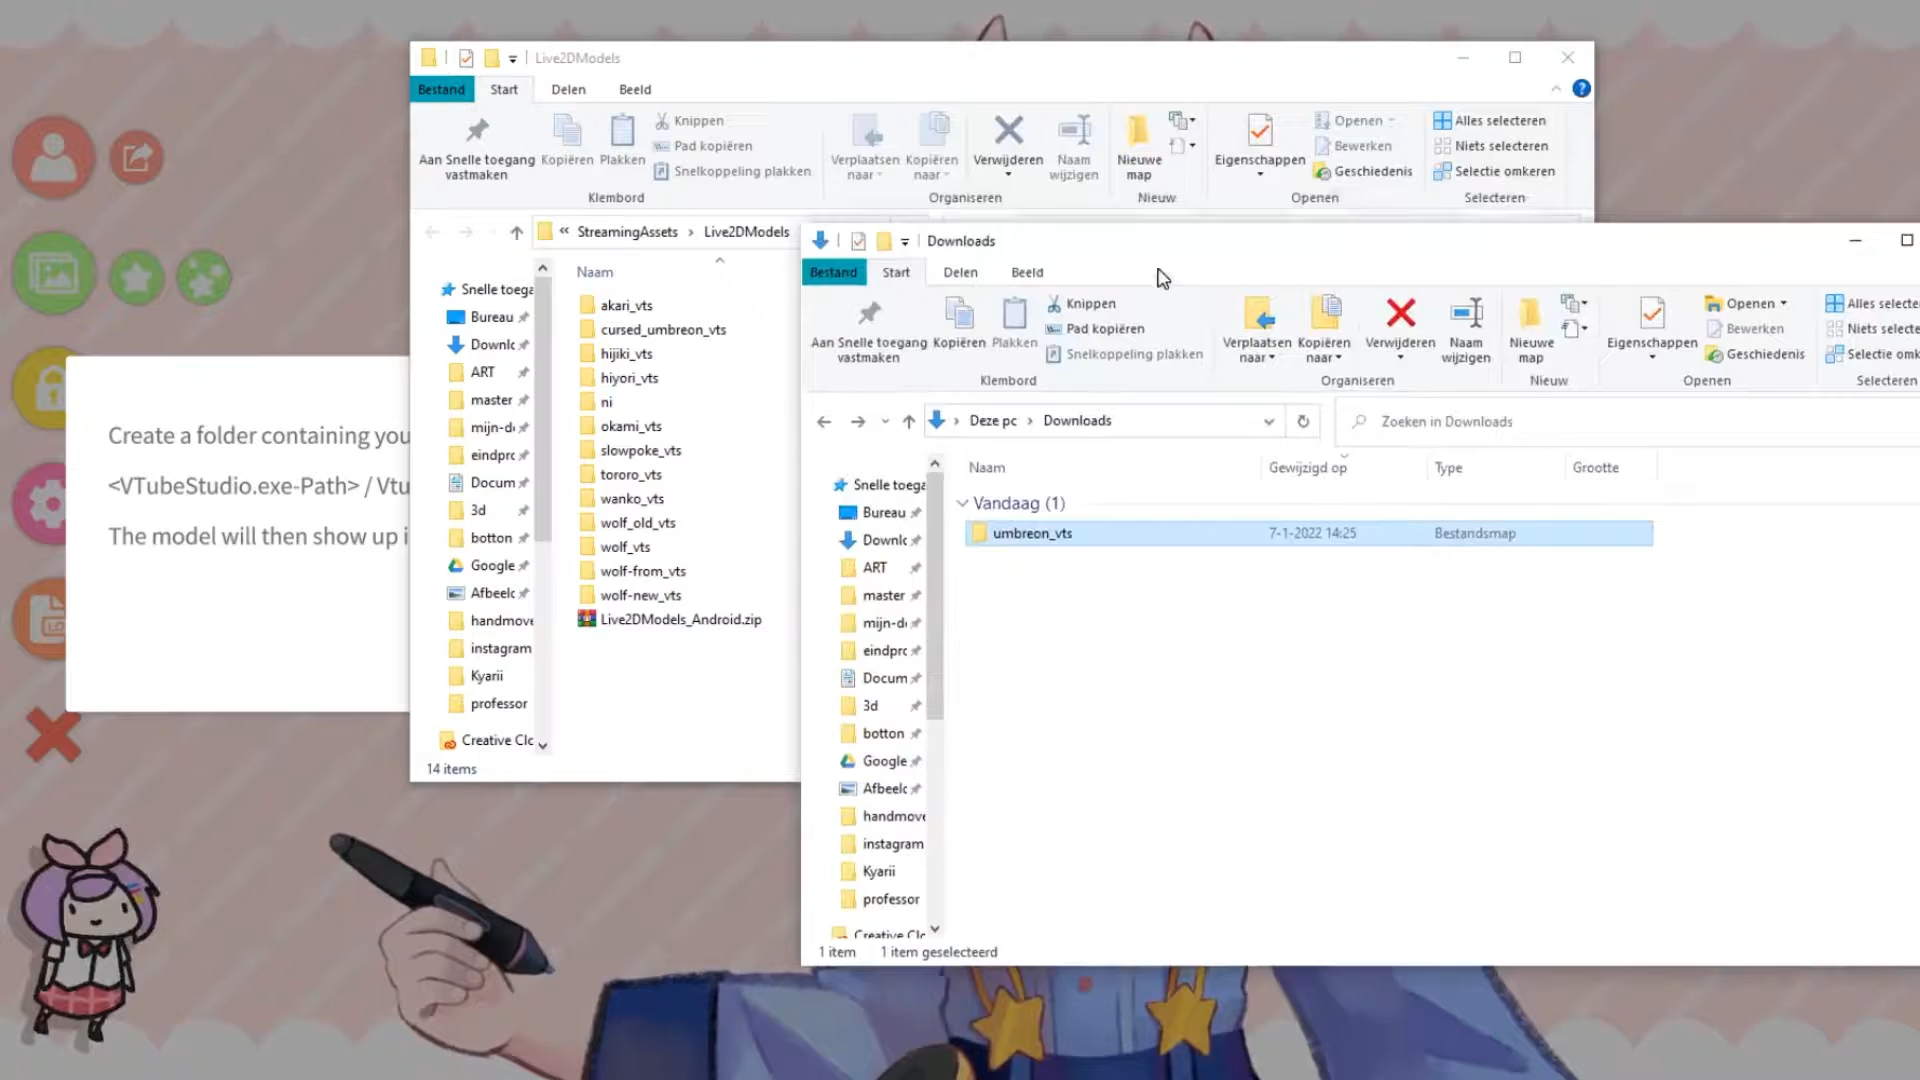 Live2DModels
Bestand Start Delen Beeld
Knippen
Pad kopiëren
Snelkoppeling plakken
Aan Snelle toegang vastmaken
Kopiëren
Plakken
Klembord
Verplaatsen naar
Kopiëren naar
Verwijderen
Naam wijzigen
Organiseren
Nieuwe map
Nieuw
Eigenschappen
Openen
Bewerken
Geschiedenis
Openen
Alles selecteren
Niets selecteren
Selectie omkeren
Selecteren
« StreamingAssets › Live2DModels
Naam
Snelle toega
Bureau
Downlc
ART
master
mijn-d
eindprc
Docum
3d
botton
Google
Afbeelc
handmove
instagram
Kyarii
professor
Creative Clc
akari_vts
cursed_umbreon_vts
hijiki_vts
hiyori_vts
ni
okami_vts
slowpoke_vts
tororo_vts
wanko_vts
wolf_old_vts
wolf_vts
wolf-from_vts
wolf-new_vts
Live2DModels_Android.zip
14 items
Create a folder containing you
<VTubeStudio.exe-Path> / Vtu
The model will then show up i
Downloads
Bestand Start Delen Beeld
Knippen
Pad kopiëren
Snelkoppeling plakken
Aan Snelle toegang vastmaken
Kopiëren
Plakken
Klembord
Verplaatsen naar
Kopiëren naar
Verwijderen
Naam wijzigen
Organiseren
Nieuwe map
Nieuw
Eigenschappen
Openen
Bewerken
Geschiedenis
Openen
Alles selecte
Niets selecte
Selectie omk
Selecteren
Deze pc › Downloads
Zoeken in Downloads
Naam Gewijzigd op Type Grootte
Vandaag (1)
umbreon_vts 7-1-2022 14:25 Bestandsmap
Snelle toega
Bureau
Downlc
ART
master
mijn-d
eindprc
Docum
3d
botton
Google
Afbeelc
handmove
instagram
Kyarii
professor
Creative Clc
1 item 1 item geselecteerd